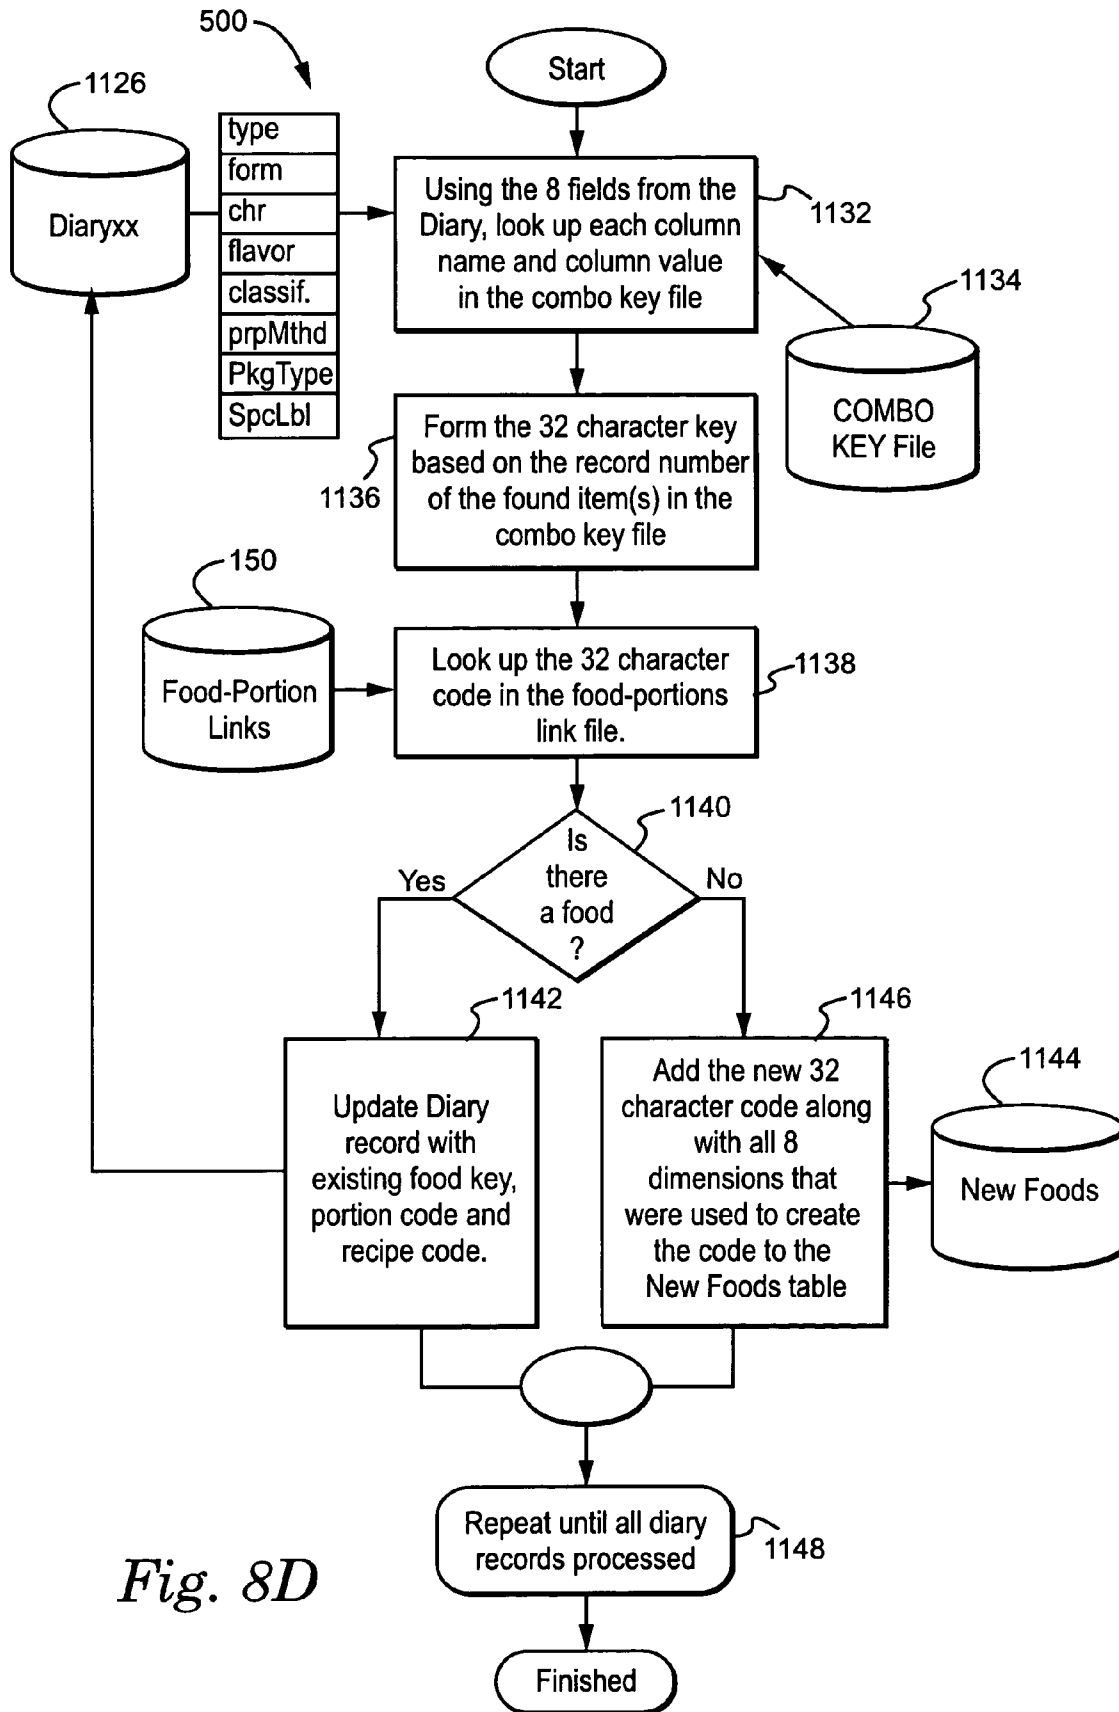 500
Start
1126
type
form
chr
flavor
classif.
prpMthd
PkgType
SpcLbl
Diaryxx
Using the 8 fields from the
Diary, look up each column
name and column value
in the combo key file
1132
1134
COMBO
KEY File
Form the 32 character key
based on the record number
of the found item(s) in the
combo key file
1136
150
Food-Portion
Links
Look up the 32 character
code in the food-portions
link file.
1138
1140
Is
there
a food
?
Yes
No
1142
Update Diary
record with
existing food key,
portion code and
recipe code.
1146
Add the new 32
character code along
with all 8
dimensions that
were used to create
the code to the
New Foods table
1144
New Foods
Repeat until all diary
records processed
1148
Fig. 8D
Finished